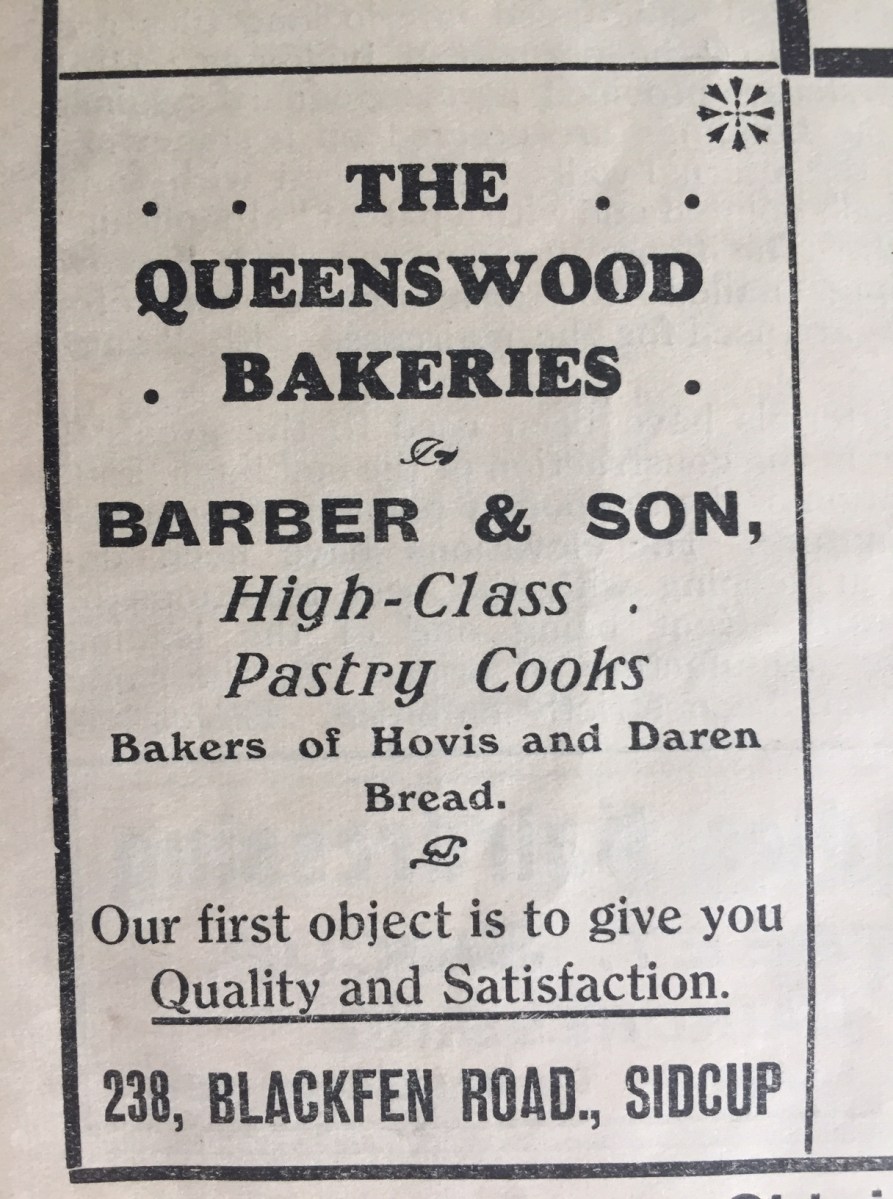 . . THE . .
QUEENSWOOD
. BAKERIES .
BARBER & SON,
High-Class .
Pastry Cooks
Bakers of Hovis and Daren
Bread.
Our first object is to give you
Quality and Satisfaction.
238, BLACKFEN ROAD., SIDCUP